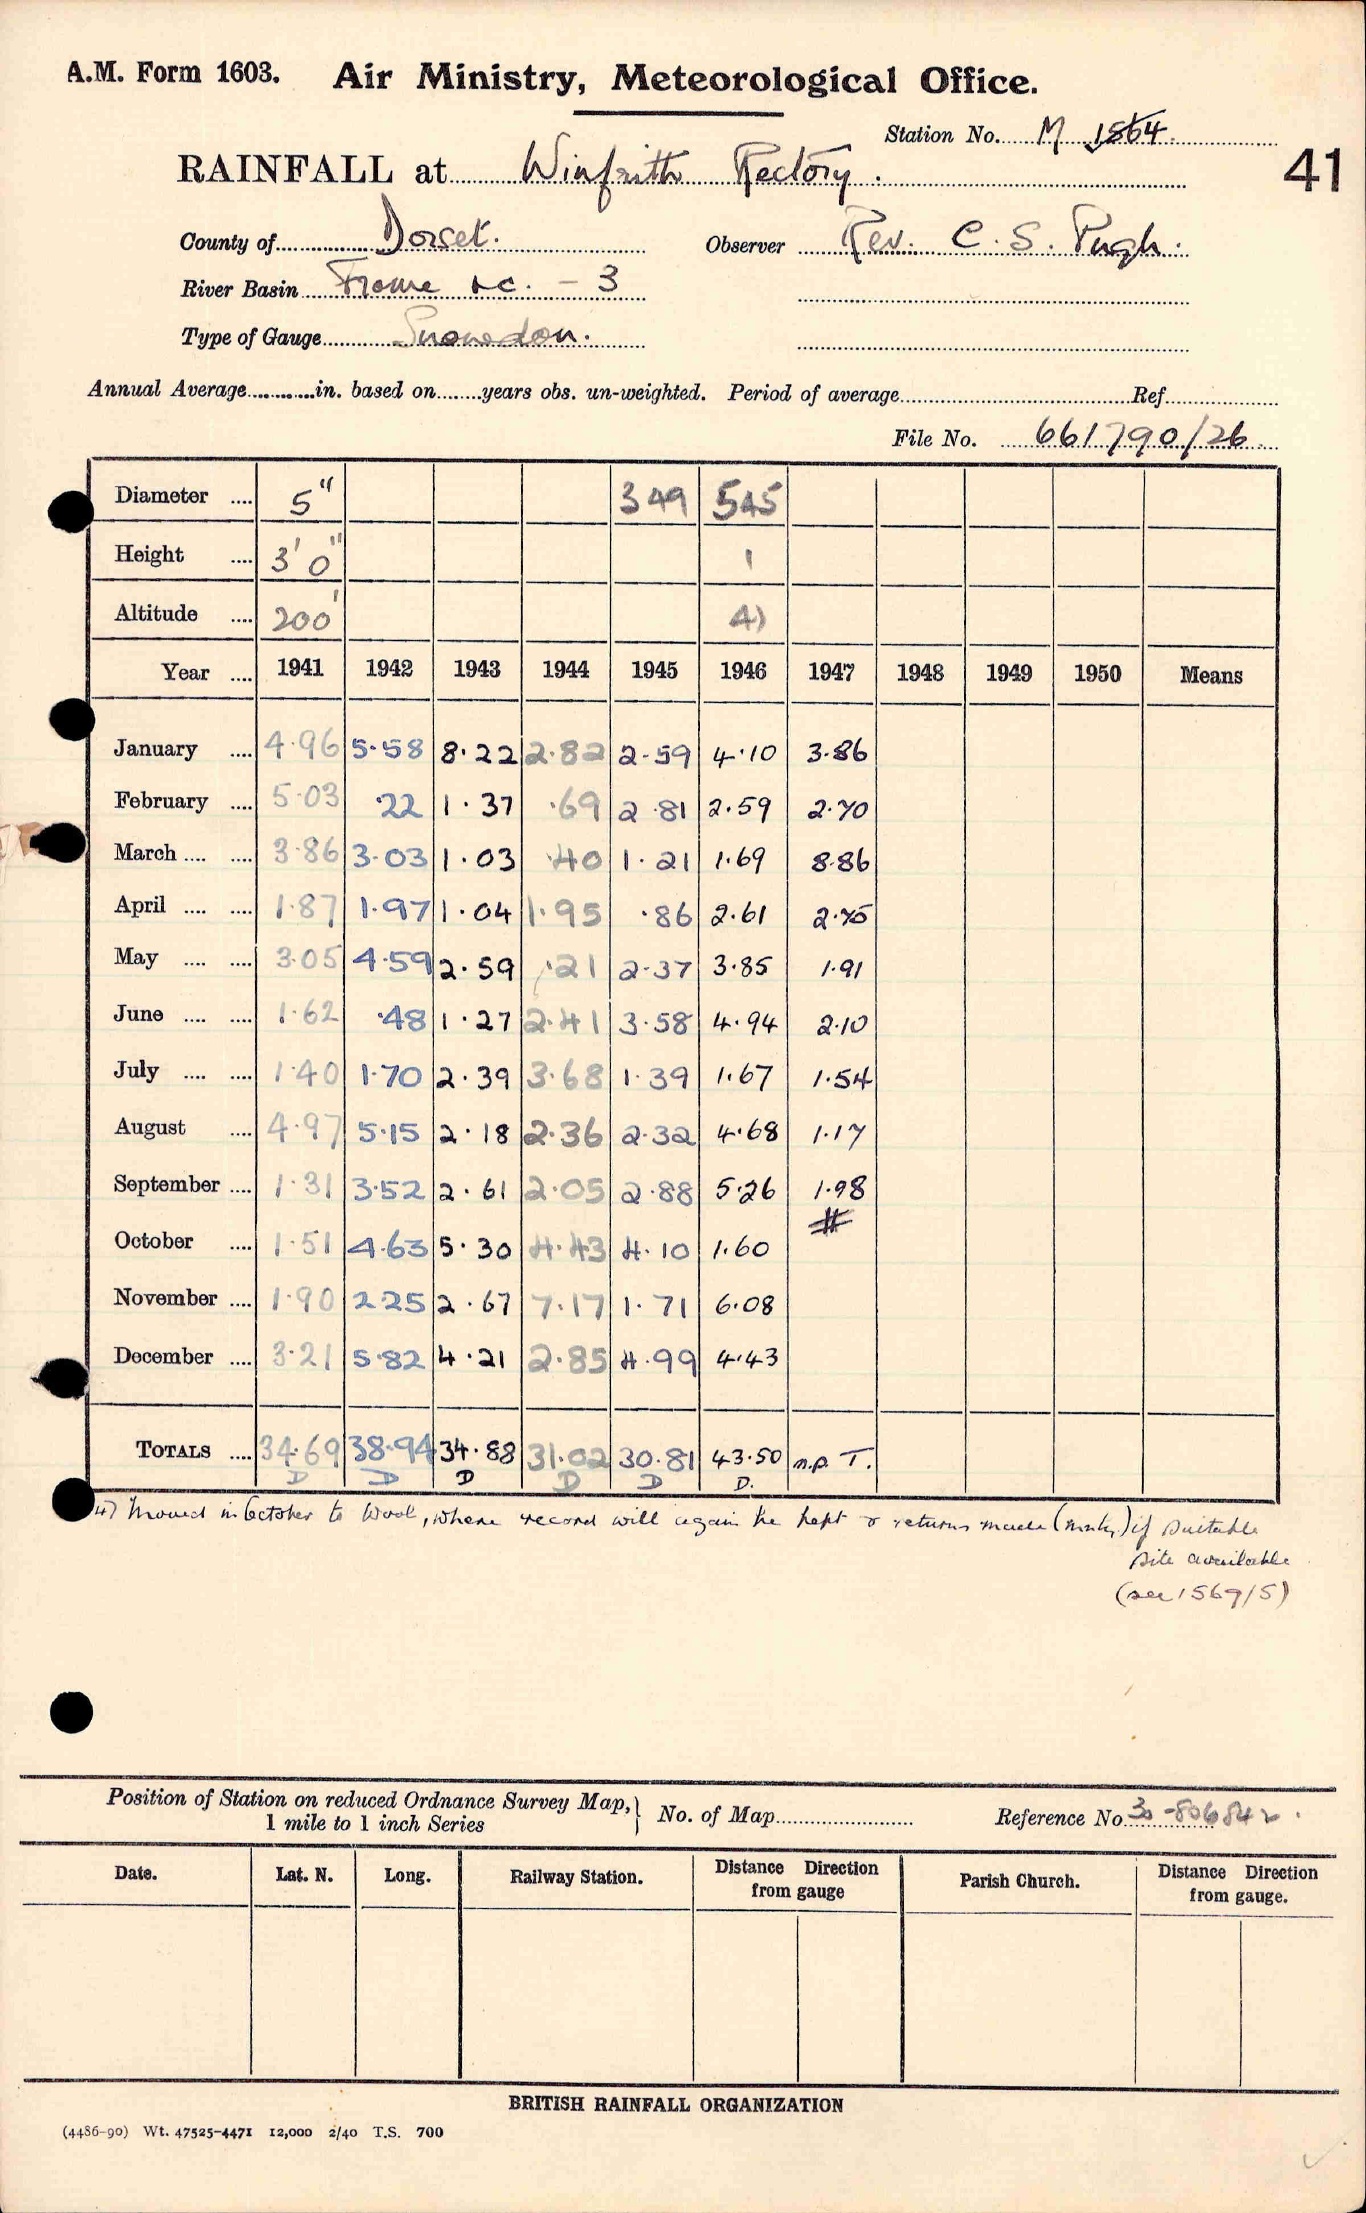 A.M. Form 1603. Air Ministry, Meteorological Office.
Station No. M 1564
RAINFALL at Winfrith Rectory.
41
County of Dorset. Observer Rev. C. S. Pugh.
River Basin Frome &c. - 3
Type of Gauge Snowdon.
Annual Average in. based on years obs. un-weighted. Period of average Ref
File No. 661790/26
Diameter 5" 349 545
Height 3' 0" 1
Altitude 200' 4)
Year 1941 1942 1943 1944 1945 1946 1947 1948 1949 1950 Means
January 4.96 5.58 8.22 2.82 2.59 4.10 3.86
February 5.03 .22 1.37 .69 2.81 2.59 2.70
March 3.86 3.03 1.03 .40 1.21 1.69 8.86
April 1.87 1.97 1.04 1.95 .86 2.61 2.75
May 3.05 4.59 2.59 .21 2.37 3.85 1.91
June 1.62 .48 1.27 2.41 3.58 4.94 2.10
July 1.40 1.70 2.39 3.68 1.39 1.67 1.54
August 4.97 5.15 2.18 2.36 2.32 4.68 1.17
September 1.31 3.52 2.61 2.05 2.88 5.26 1.98
October 1.51 4.63 5.30 4.43 4.10 1.60 #
November 1.90 2.25 2.67 7.17 1.71 6.08
December 3.21 5.82 4.21 2.85 4.99 4.43
TOTALS 34.69 38.94 34.88 31.02 30.81 43.50 n.p. T.
D D D D D D.
47 Moved in October to Wool, where record will again be kept & returns made if suitable
site available
(see 1569/5)
Position of Station on reduced Ordnance Survey Map, 1 mile to 1 inch Series } No. of Map Reference No 30-806842.
Date. Lat. N. Long. Railway Station. Distance Direction from gauge Parish Church. Distance Direction from gauge.
BRITISH RAINFALL ORGANIZATION
(4486-90) Wt. 47525-4471 12,000 2/40 T.S. 700